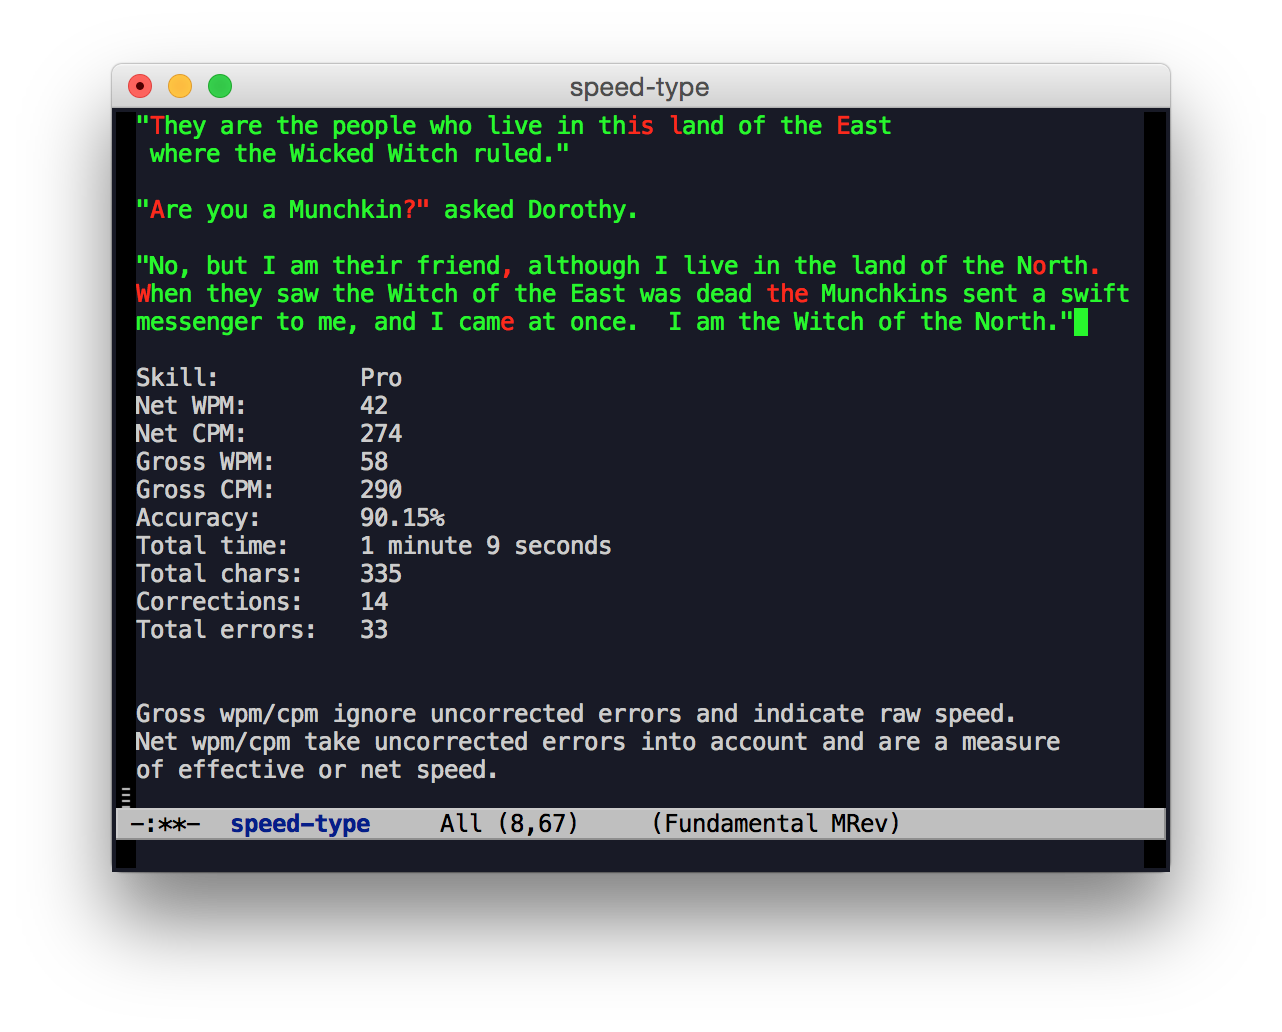 speed-type
"They are the people who live in this land of the East
 where the Wicked Witch ruled."

"Are you a Munchkin?" asked Dorothy.

"No, but I am their friend, although I live in the land of the North.
When they saw the Witch of the East was dead the Munchkins sent a swift
messenger to me, and I came at once.  I am the Witch of the North."

Skill:          Pro
Net WPM:        42
Net CPM:        274
Gross WPM:      58
Gross CPM:      290
Accuracy:       90.15%
Total time:     1 minute 9 seconds
Total chars:    335
Corrections:    14
Total errors:   33

Gross wpm/cpm ignore uncorrected errors and indicate raw speed.
Net wpm/cpm take uncorrected errors into account and are a measure
of effective or net speed.
-:**-  speed-type     All (8,67)     (Fundamental MRev)